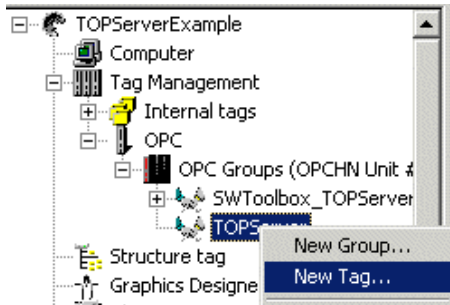 TOPServerExample
Computer
Tag Management
Internal tags
OPC
OPC Groups (OPCHN Unit #
SWToolbox_TOPServer
TOPServer
New Group...
Structure tag
New Tag...
Graphics Designe